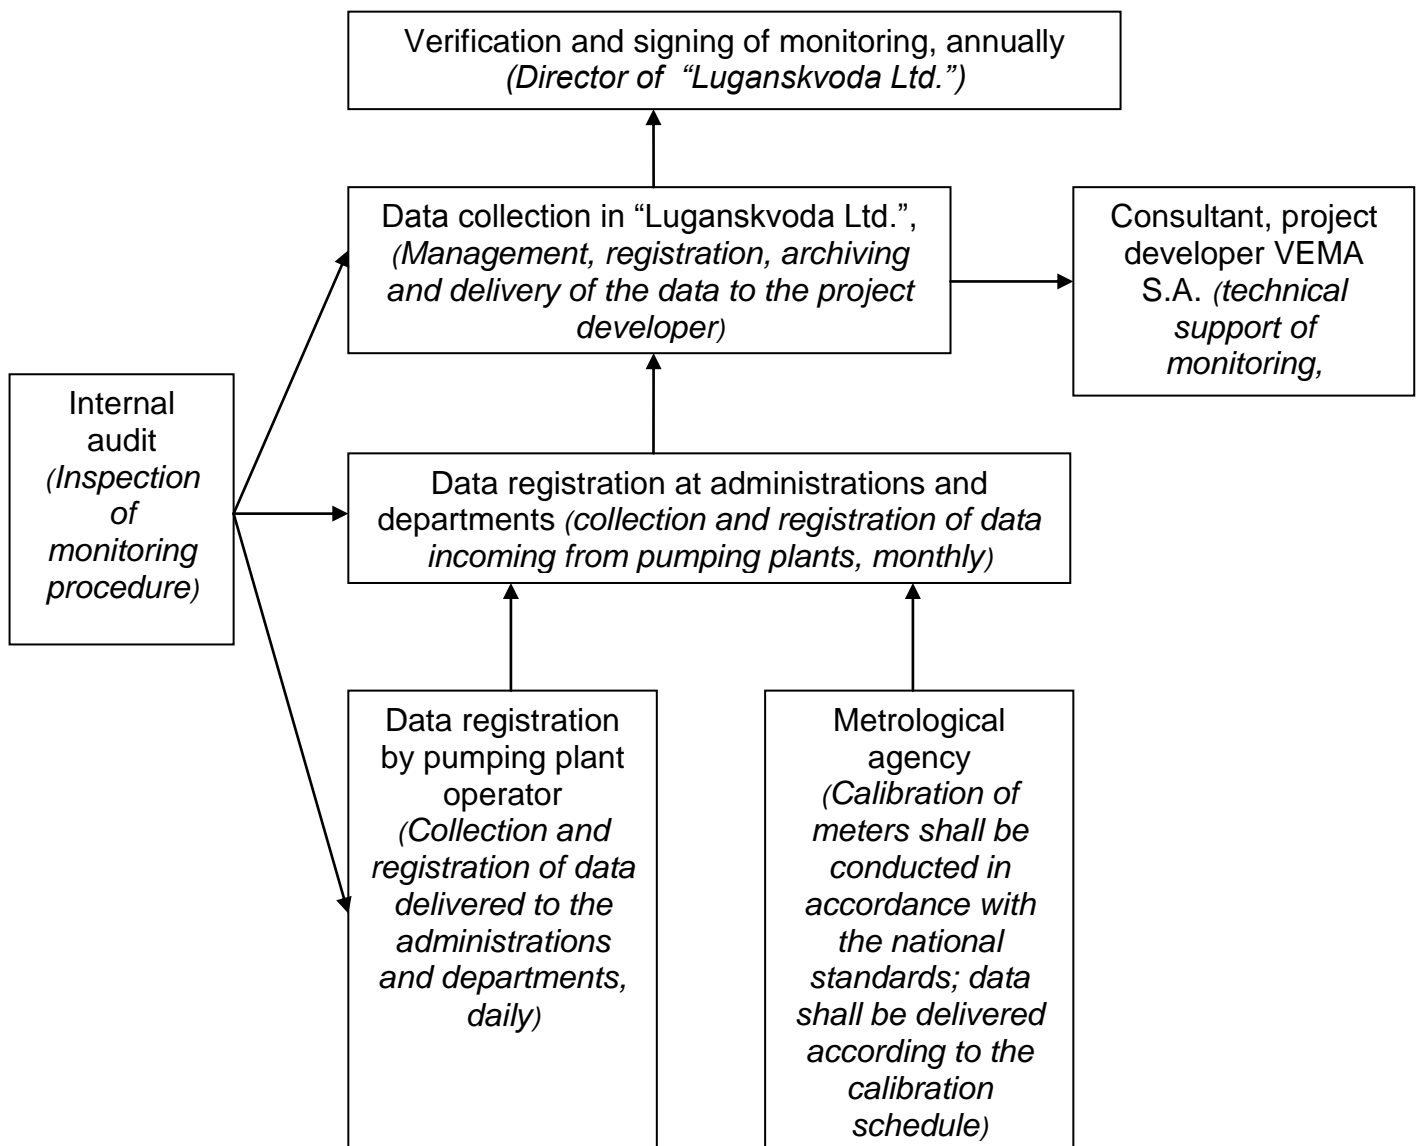 Verification and signing of monitoring, annually
(Director of  “Luganskvoda Ltd.”)
Data collection in “Luganskvoda Ltd.”,
(Management, registration, archiving
and delivery of the data to the project
developer)
Consultant, project
developer VEMA
S.A. (technical
support of
monitoring,
Internal
audit
(Inspection
of
monitoring
procedure)
Data registration at administrations and
departments (collection and registration of data
incoming from pumping plants, monthly)
Data registration
by pumping plant
operator
(Collection and
registration of data
delivered to the
administrations
and departments,
daily)
Metrological
agency
(Calibration of
meters shall be
conducted in
accordance with
the national
standards; data
shall be delivered
according to the
calibration
schedule)